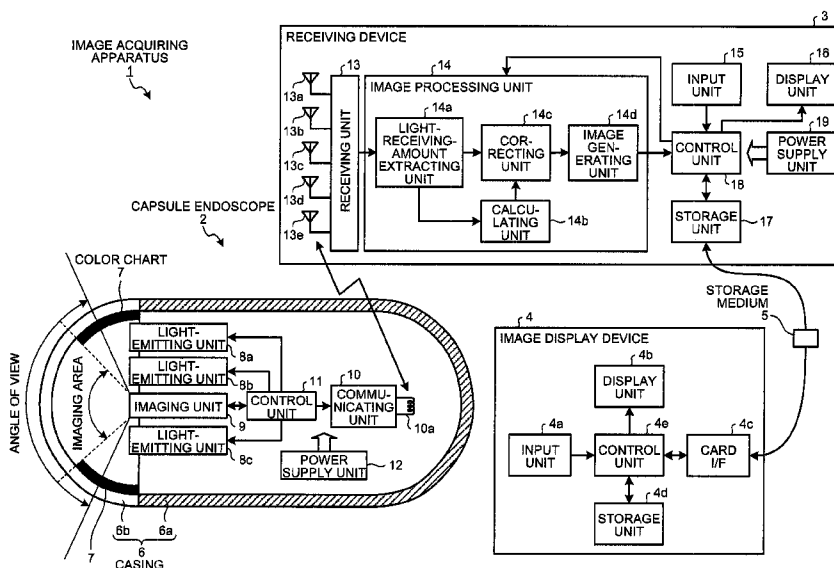 IMAGE ACQUIRING
APPARATUS
1
3
RECEIVING DEVICE
13
13a
13b
13c
13d
13e
RECEIVING UNIT
14
IMAGE PROCESSING UNIT
14a
LIGHT-
RECEIVING-
AMOUNT
EXTRACTING
UNIT
14c
COR-
RECTING
UNIT
14d
IMAGE
GEN-
ERATING
UNIT
CALCU-
LATING
UNIT
14b
15
INPUT
UNIT
16
DISPLAY
UNIT
19
POWER
SUPPLY
UNIT
CONTROL
UNIT
18
STORAGE
UNIT
17
CAPSULE ENDOSCOPE
2
COLOR CHART
7
ANGLE OF VIEW
IMAGING AREA
LIGHT-
EMITTING UNIT
8a
LIGHT-
EMITTING UNIT
8b
IMAGING UNIT
9
LIGHT-
EMITTING UNIT
8c
11
CONTROL
UNIT
10
COMMUNI-
CATING
UNIT
10a
POWER
SUPPLY UNIT
12
7
6b
6a
6
CASING
STORAGE
MEDIUM
5
4
IMAGE DISPLAY DEVICE
4b
DISPLAY
UNIT
4a
INPUT
UNIT
4e
CONTROL
UNIT
4c
CARD
I/F
4d
STORAGE
UNIT